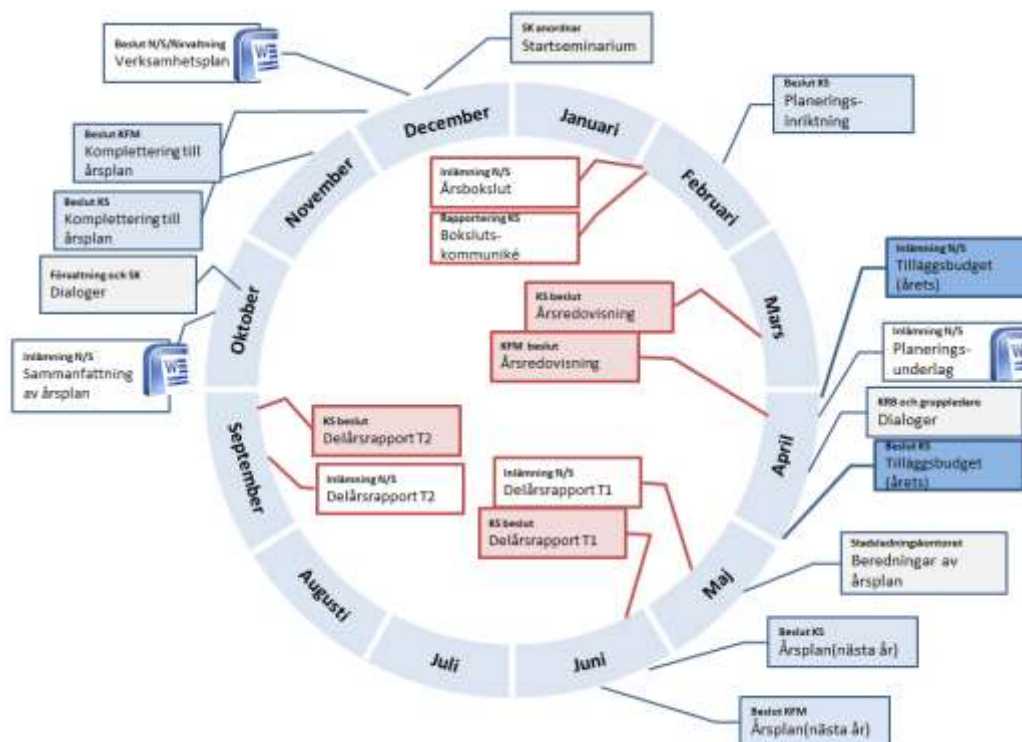 SK anordnar
Startseminarium
Beslut N/S/förvaltning
Verksamhetsplan
Beslut KS
Planerings-
inriktning
Beslut KFM
Komplettering till
årsplan
Beslut KS
Komplettering till
årsplan
Förvaltning och SK
Dialoger
Inlämning N/S
Sammanfattning
av årsplan
December
Januari
Februari
Mars
April
Maj
Juni
Juli
Augusti
September
Oktober
November
Inlämning N/S
Årsbokslut
Rapportering KS
Boksluts-
kommuniké
KS beslut
Årsredovisning
KFM beslut
Årsredovisning
KS beslut
Delårsrapport T2
Inlämning N/S
Delårsrapport T2
Inlämning N/S
Delårsrapport T1
KS beslut
Delårsrapport T1
Inlämning N/S
Tilläggsbudget
(årets)
Inlämning N/S
Planerings-
underlag
KRB och gruppledare
Dialoger
Beslut KS
Tilläggsbudget
(årets)
Stadsledningskontoret
Beredningar av
årsplan
Beslut KS
Årsplan(nästa år)
Beslut KFM
Årsplan(nästa år)
W
W
W